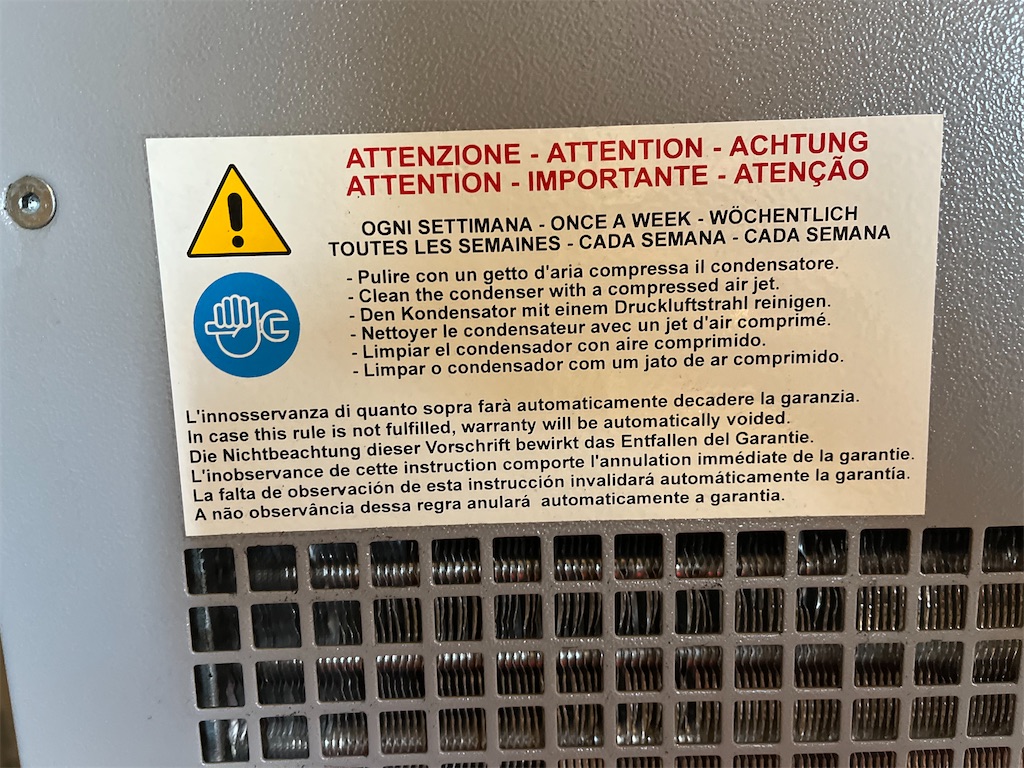 ATTENZIONE - ATTENTION - ACHTUNG
ATTENTION - IMPORTANTE - ATENÇÃO
OGNI SETTIMANA - ONCE A WEEK - WÖCHENTLICH
TOUTES LES SEMAINES - CADA SEMANA - CADA SEMANA
- Pulire con un getto d'aria compressa il condensatore.
- Clean the condenser with a compressed air jet.
- Den Kondensator mit einem Druckluftstrahl reinigen.
- Nettoyer le condensateur avec un jet d'air comprimé.
- Limpiar el condensador con aire comprimido.
- Limpar o condensador com um jato de ar comprimido.
L'innosservanza di quanto sopra farà automaticamente decadere la garanzia.
In case this rule is not fulfilled, warranty will be automatically voided.
Die Nichtbeachtung dieser Vorschrift bewirkt das Entfallen del Garantie.
L'inobservance de cette instruction comporte l'annulation immédiate de la garantie.
La falta de observación de esta instrucción invalidará automáticamente la garantía.
A não observância dessa regra anulará automaticamente a garantia.